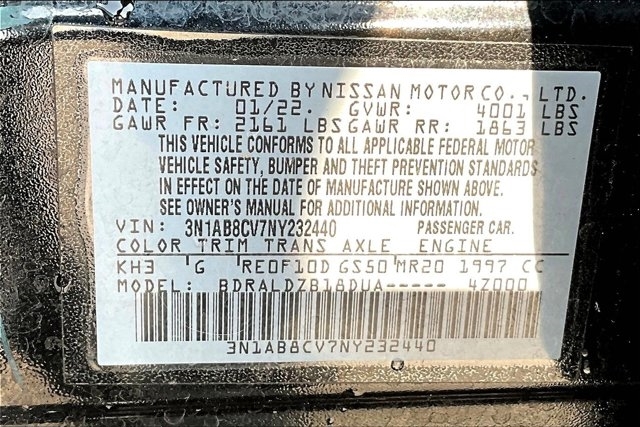 MANUFACTURED BY NISSAN MOTOR CO., LTD.
DATE: 01/22. GVWR: 4001 LBS
GAWR FR: 2161 LBS GAWR RR: 1863 LBS
THIS VEHICLE CONFORMS TO ALL APPLICABLE FEDERAL MOTOR
VEHICLE SAFETY, BUMPER AND THEFT PREVENTION STANDARDS
IN EFFECT ON THE DATE OF MANUFACTURE SHOWN ABOVE.
SEE OWNER'S MANUAL FOR ADDITIONAL INFORMATION.
VIN: 3N1AB8CV7NY232440 PASSENGER CAR.
COLOR TRIM TRANS AXLE ENGINE
KH3 ' G ' RE0F10D GS50 MR20 1997 CC
MODEL: BDRALDZB18DUA----- 4Z000
3N1AB8CV7NY232440